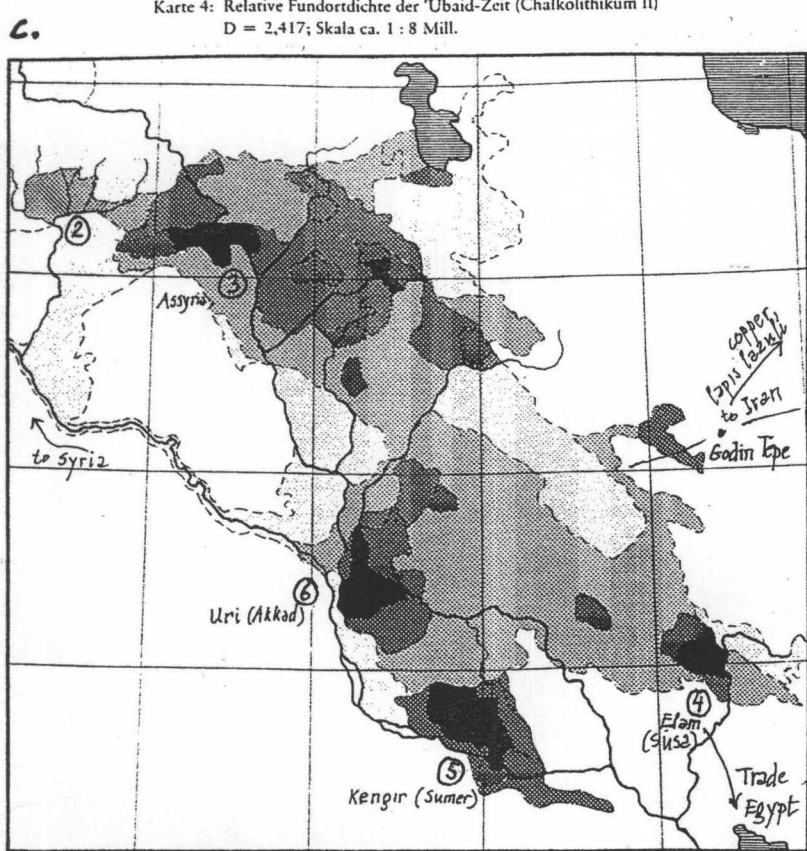 Karte 4: Relative Fundortdichte der 'Ubaid-Zeit (Chalkolithikum II)
D = 2,417; Skala ca. 1 : 8 Mill.
c.
2
3
Assyria
copper,
lapis lazuli
to Iran
Godin Tepe
to Syria
6
Uri (Akkad)
4
Elam
(Susa)
5
Kengir (Sumer)
Trade
Egypt